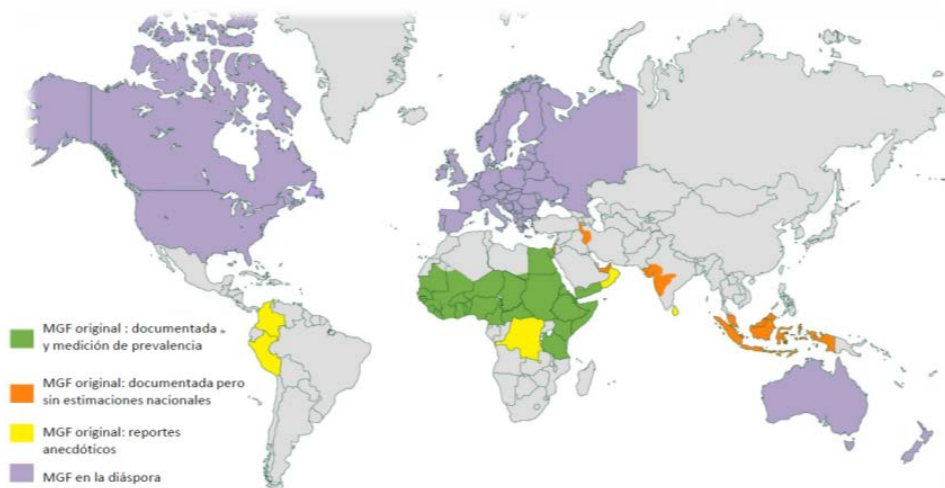 MGF original : documentada
y medición de prevalencia
MGF original: documentada pero
sin estimaciones nacionales
MGF original: reportes
anecdóticos
MGF en la diáspora